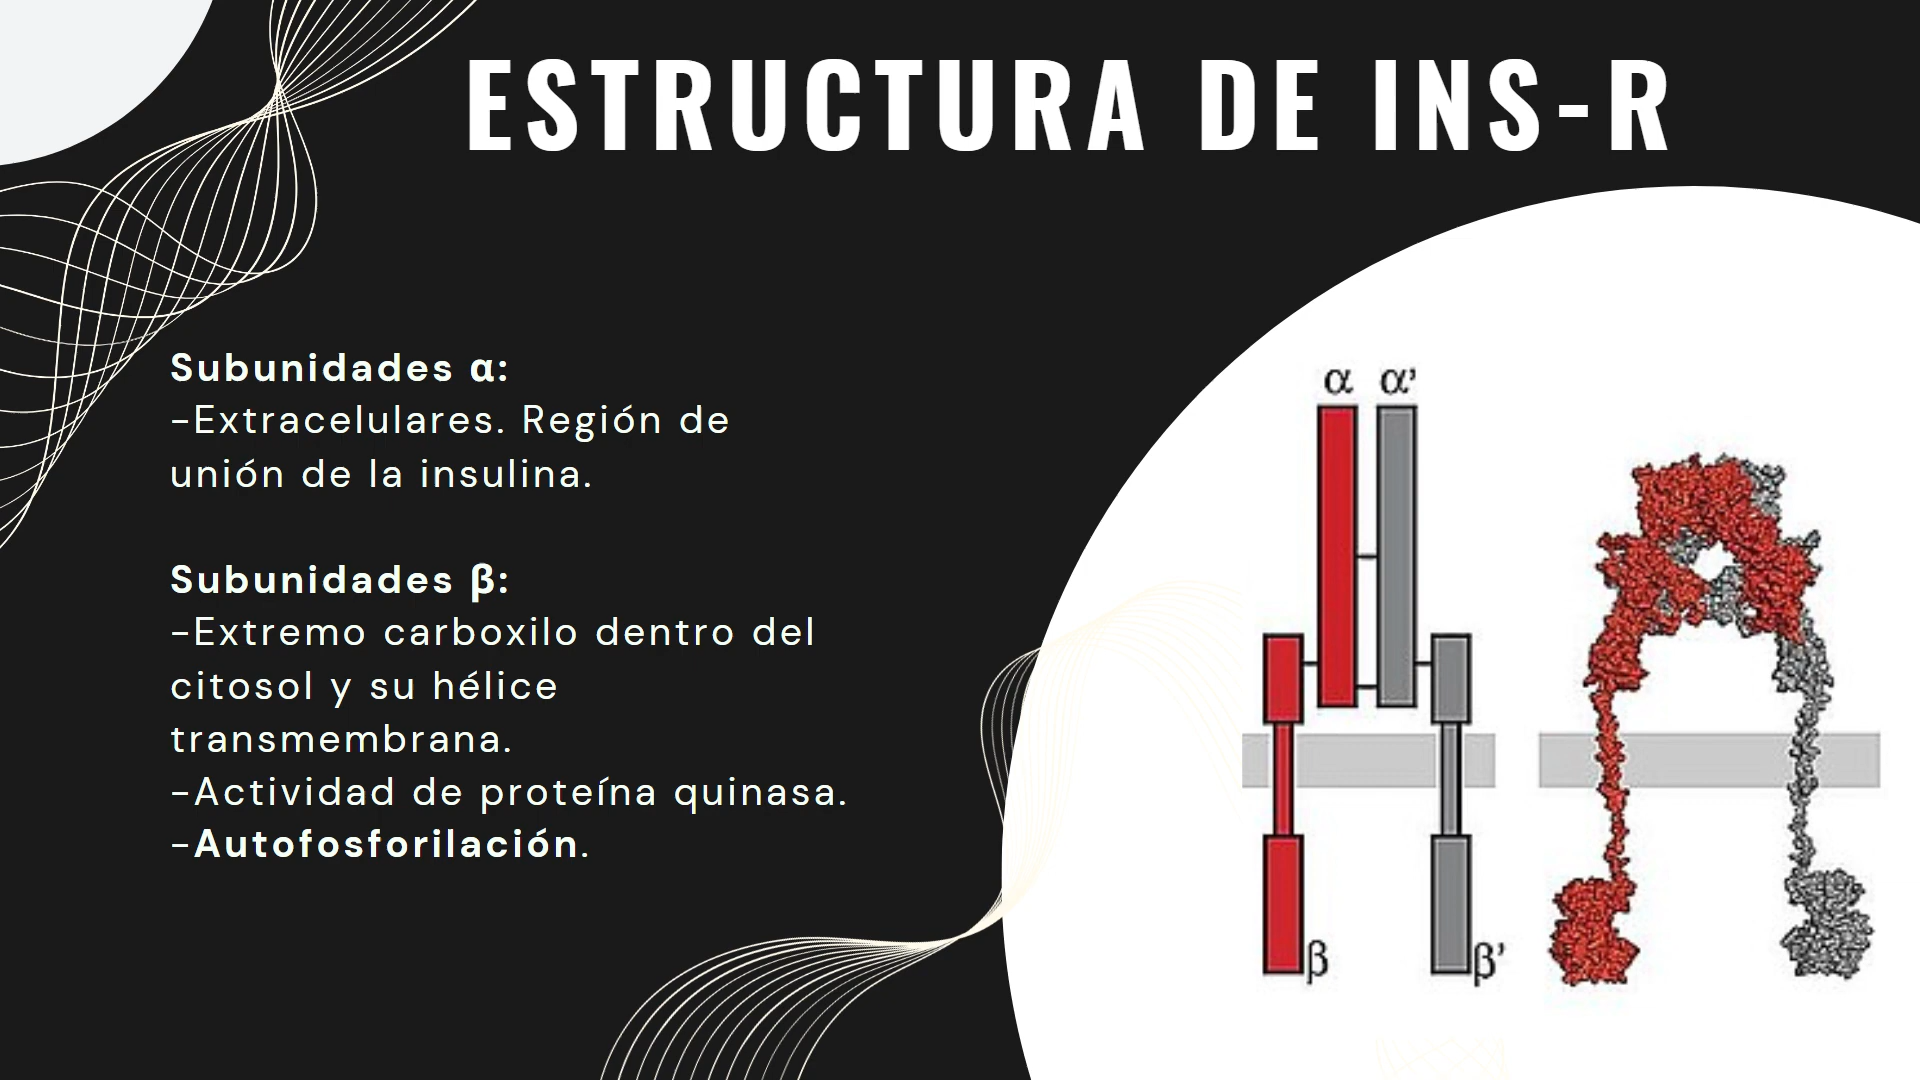 ESTRUCTURA DE INS-R
Subunidades α:
-Extracelulares. Región de
unión de la insulina.
Subunidades β:
-Extremo carboxilo dentro del
citosol y su hélice
transmembrana.
-Actividad de proteína quinasa.
-Autofosforilación.
α α’
β β’